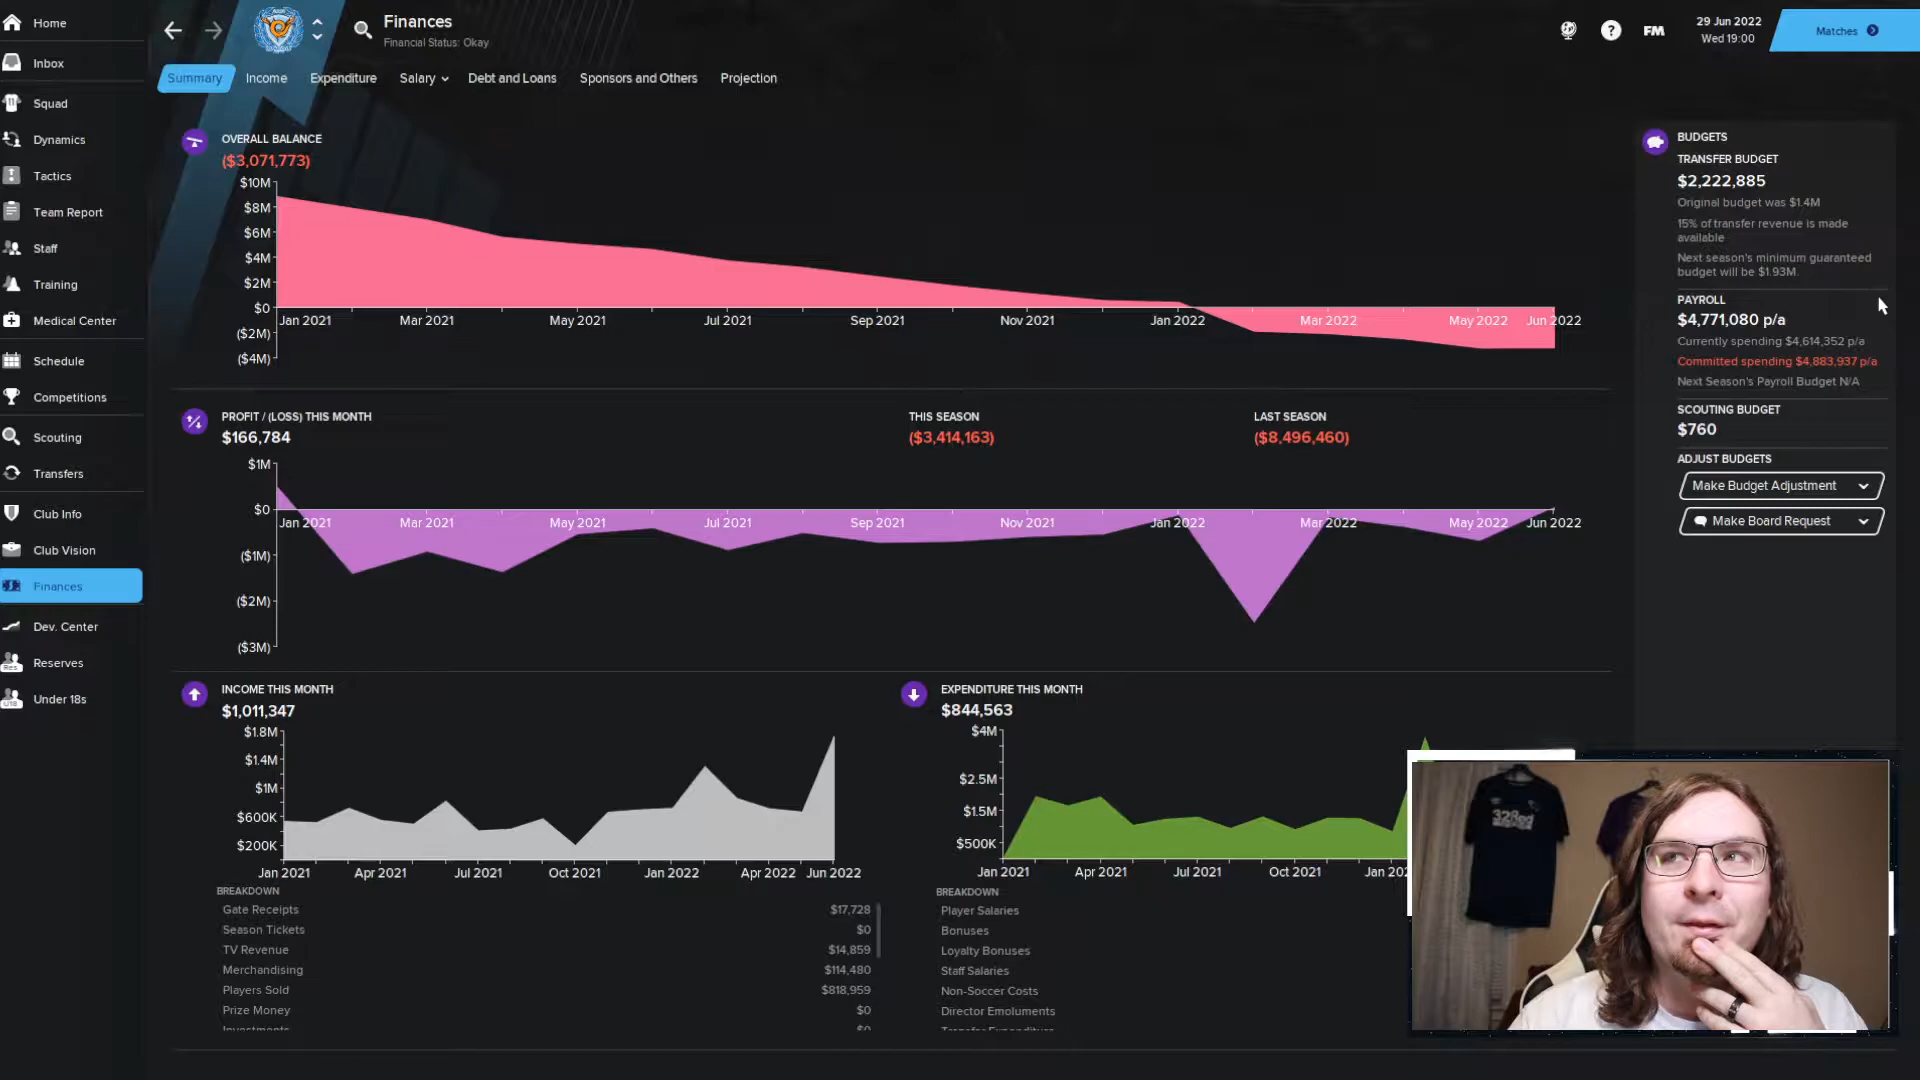 Home
Inbox
Squad
Dynamics
Tactics
Team Report
Staff
Training
Medical Center
Schedule
Competitions
Scouting
Transfers
Club Info
Club Vision
Finances
Dev. Center
Reserves
Under 18s
Finances
Financial Status: Okay
FM
29 Jun 2022
Wed 19:00
Matches
Summary Income Expenditure Salary Debt and Loans Sponsors and Others Projection
OVERALL BALANCE
($3,071,773)
$10M
$8M
$6M
$4M
$2M
$0
($2M)
($4M)
Jan 2021 Mar 2021 May 2021 Jul 2021 Sep 2021 Nov 2021 Jan 2022 Mar 2022 May 2022 Jun 2022
PROFIT / (LOSS) THIS MONTH
$166,784
THIS SEASON
($3,414,163)
LAST SEASON
($8,496,460)
$1M
$0
($1M)
($2M)
($3M)
Jan 2021 Mar 2021 May 2021 Jul 2021 Sep 2021 Nov 2021 Jan 2022 Mar 2022 May 2022 Jun 2022
INCOME THIS MONTH
$1,011,347
$1.8M
$1.4M
$1M
$600K
$200K
Jan 2021 Apr 2021 Jul 2021 Oct 2021 Jan 2022 Apr 2022 Jun 2022
BREAKDOWN
Gate Receipts $17,728
Season Tickets $0
TV Revenue $14,859
Merchandising $114,480
Players Sold $818,959
Prize Money $0
Investments $0
EXPENDITURE THIS MONTH
$844,563
$4M
$2.5M
$1.5M
$500K
Jan 2021 Apr 2021 Jul 2021 Oct 2021 Jan 202
BREAKDOWN
Player Salaries
Bonuses
Loyalty Bonuses
Staff Salaries
Non-Soccer Costs
Director Emoluments
Transfer Expenditure
BUDGETS
TRANSFER BUDGET
$2,222,885
Original budget was $1.4M
15% of transfer revenue is made
available
Next season's minimum guaranteed
budget will be $1.93M.
PAYROLL
$4,771,080 p/a
Currently spending $4,614,352 p/a
Committed spending $4,883,937 p/a
Next Season's Payroll Budget N/A
SCOUTING BUDGET
$760
ADJUST BUDGETS
Make Budget Adjustment
Make Board Request
32Red